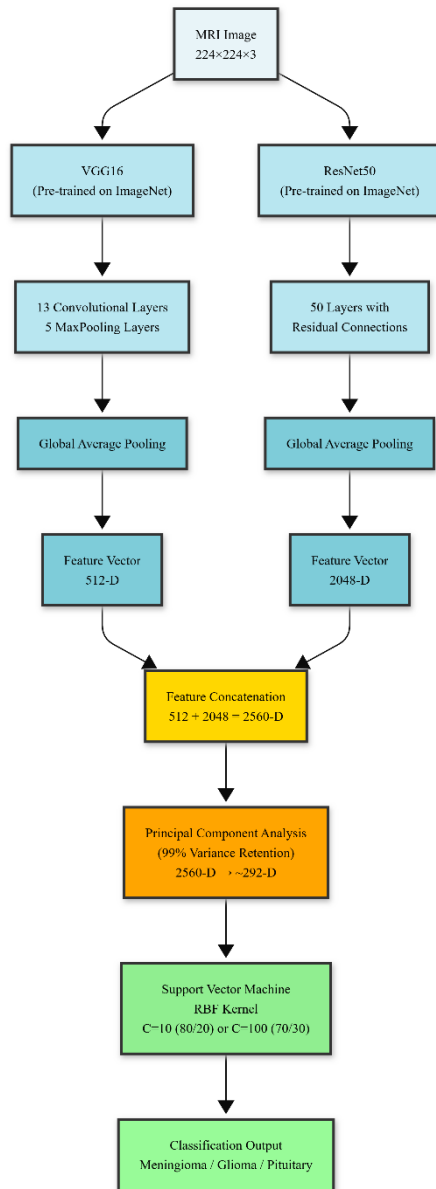 MRI Image
224×224×3
VGG16
(Pre-trained on ImageNet)
ResNet50
(Pre-trained on ImageNet)
13 Convolutional Layers
5 MaxPooling Layers
50 Layers with
Residual Connections
Global Average Pooling
Global Average Pooling
Feature Vector
512-D
Feature Vector
2048-D
Feature Concatenation
512 + 2048 = 2560-D
Principal Component Analysis
(99% Variance Retention)
2560-D → ~292-D
Support Vector Machine
RBF Kernel
C=10 (80/20) or C=100 (70/30)
Classification Output
Meningioma / Glioma / Pituitary